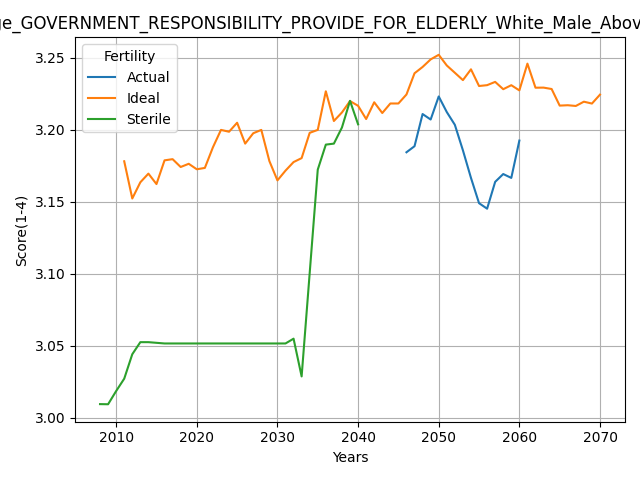 ge_GOVERNMENT_RESPONSIBILITY_PROVIDE_FOR_ELDERLY_White_Male_Abov
Fertility
Actual
Ideal
Sterile
3.25
3.20
3.15
3.10
3.05
3.00
Score(1-4)
2010 2020 2030 2040 2050 2060 2070
Years